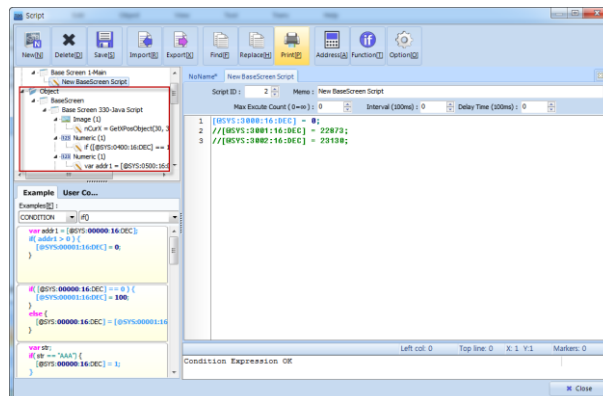 Script
New[N] Delete[D] Save[S] Import[R] Export[X] Find[F] Replace[H] Print[P] Address[A] Function[T] Option[O]
Base Screen 1-Main
New BaseScreen Script
Object
BaseScreen
Base Screen 330-Java Script
Image (1)
nCurX = GetXPosObject(30, 3
Numeric (1)
if ([@SYS:0400:16:DEC] == 1
Numeric (1)
var addr1 = [@SYS:0500:16:D
Example User Co...
Examples[E] :
CONDITION if()
var addr1 = [@SYS:00000:16:DEC];
if( addr1 > 0 ) {
[@SYS:00001:16:DEC] = 0;
}
if( [@SYS:00000:16:DEC] == 0 ) {
[@SYS:00001:16:DEC] = 100;
}
else {
[@SYS:00000:16:DEC] = [@SYS:00001:16
}
var str;
if( str == "AAA") {
[@SYS:00000:16:DEC] = 1;
}
NoName* New BaseScreen Script
Script ID : 2 Memo : New BaseScreen Script
Max Excute Count ( 0=∞ ) : 0 Interval (100ms) : 0 Delay Time (100ms) : 0
1 [@SYS:3000:16:DEC] = 0;
2 //[@SYS:3001:16:DEC] = 22873;
3 //[@SYS:3002:16:DEC] = 23130;
Left col: 0 Top line: 0 X: 1 Y:1 Markers: 0
Condition Expression OK
Close